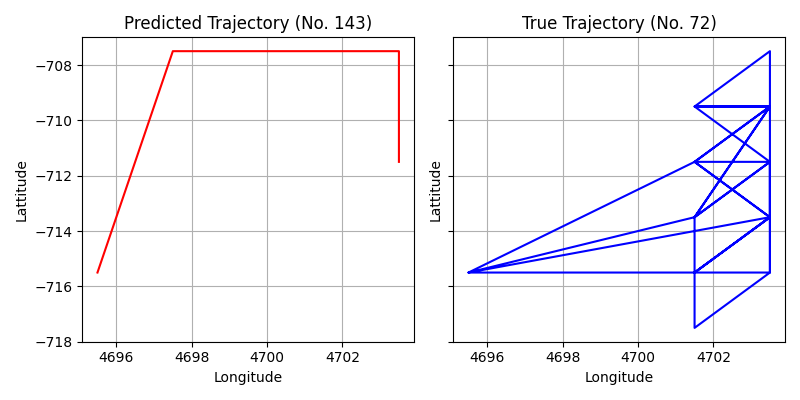 Predicted Trajectory (No. 143)
−708
−710
−712
−714
−716
−718
Lattitude
4696 4698 4700 4702
Longitude
True Trajectory (No. 72)
Lattitude
4696 4698 4700 4702
Longitude